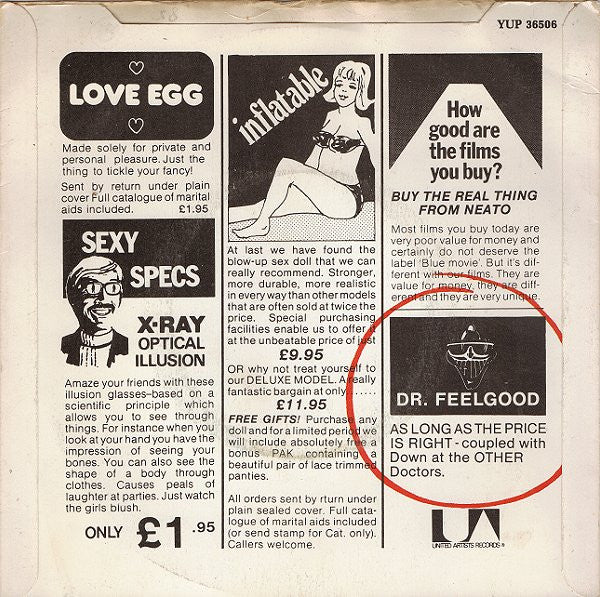 YUP 36506
LOVE EGG
Made solely for private and
personal pleasure. Just the
thing to tickle your fancy!
Sent by return under plain
cover Full catalogue of marital
aids included. £1.95
SEXY
SPECS
X-RAY
OPTICAL
ILLUSION
Amaze your friends with these
illusion glasses-based on a
scientific principle which
allows you to see through
things. For instance when you
look at your hand you have the
impression of seeing your
bones. You can also see the
shape of a body through
clothes. Causes peals of
laughter at parties. Just watch
the girls blush.
ONLY £1.95
inflatable
At last we have found the
blow-up sex doll that we can
really recommend. Stronger,
more durable, more realistic
in every way than other models
that are often sold at twice the
price. Special purchasing
facilities enable us to offer it
at the unbeatable price of just
£9.95
OR why not treat yourself to
our DELUXE MODEL. A really
fantastic bargain at only . . . . .
£11.95
FREE GIFTS! Purchase any
doll and for a limited period we
will include absolutely free a
bonus PAK containing a
beautiful pair of lace trimmed
panties.
All orders sent by rturn under
plain sealed cover. Full cata-
logue of marital aids included
(or send stamp for Cat. only).
Callers welcome.
How
good are
the films
you buy?
BUY THE REAL THING
FROM NEATO
Most films you buy today are
very poor value for money and
certainly do not deserve the
label 'Blue movie'. But it's dif-
ferent with our films. They are
value for money, they are diff-
erent and they are very unique.
DR. FEELGOOD
AS LONG AS THE PRICE
IS RIGHT - coupled with
Down at the OTHER
Doctors.
UA
UNITED ARTISTS RECORDS